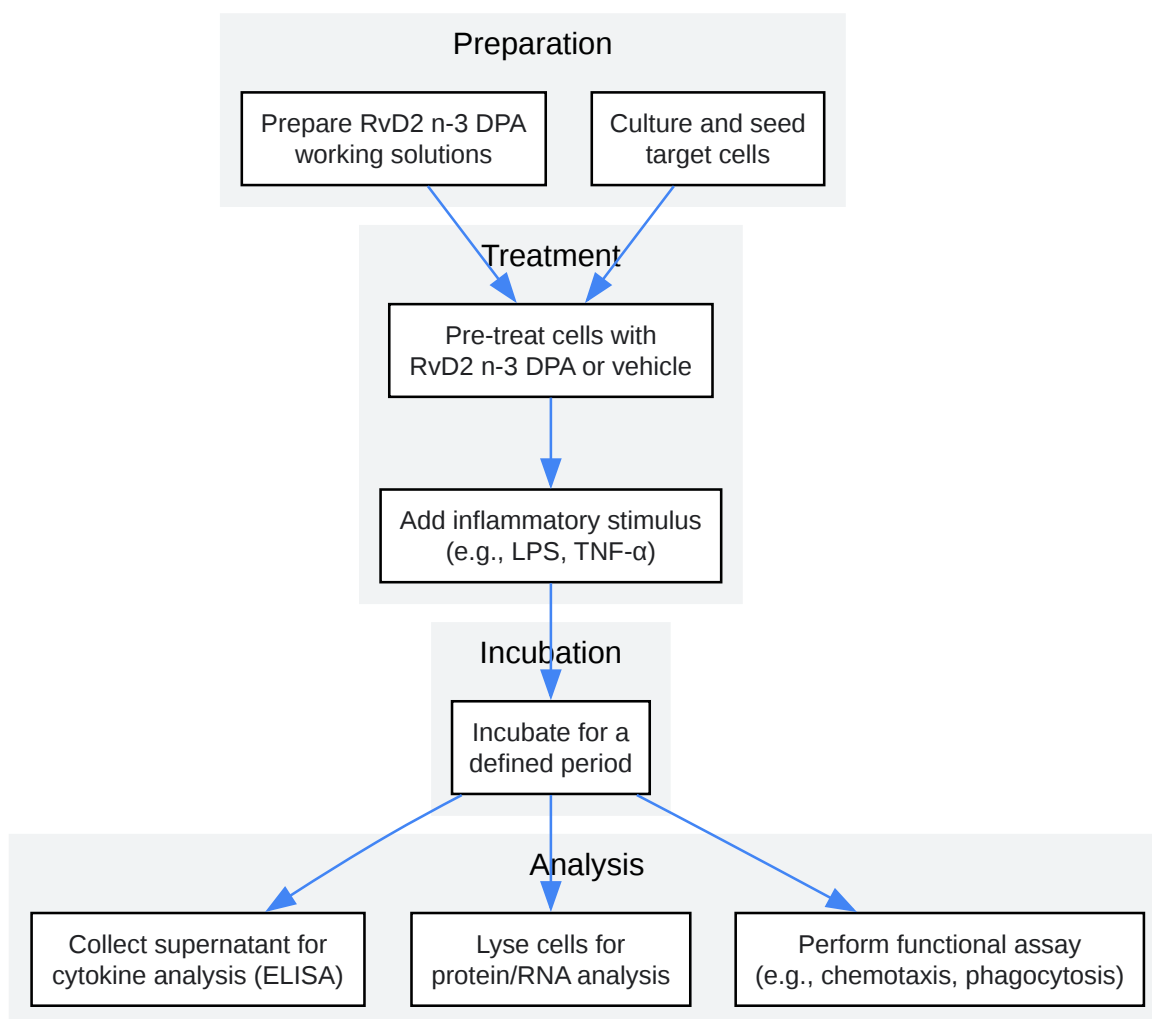 Preparation
Prepare RvD2 n-3 DPA
working solutions
Culture and seed
target cells
Treatment
Pre-treat cells with
RvD2 n-3 DPA or vehicle
Add inflammatory stimulus
(e.g., LPS, TNF-α)
Incubation
Incubate for a
defined period
Analysis
Collect supernatant for
cytokine analysis (ELISA)
Lyse cells for
protein/RNA analysis
Perform functional assay
(e.g., chemotaxis, phagocytosis)